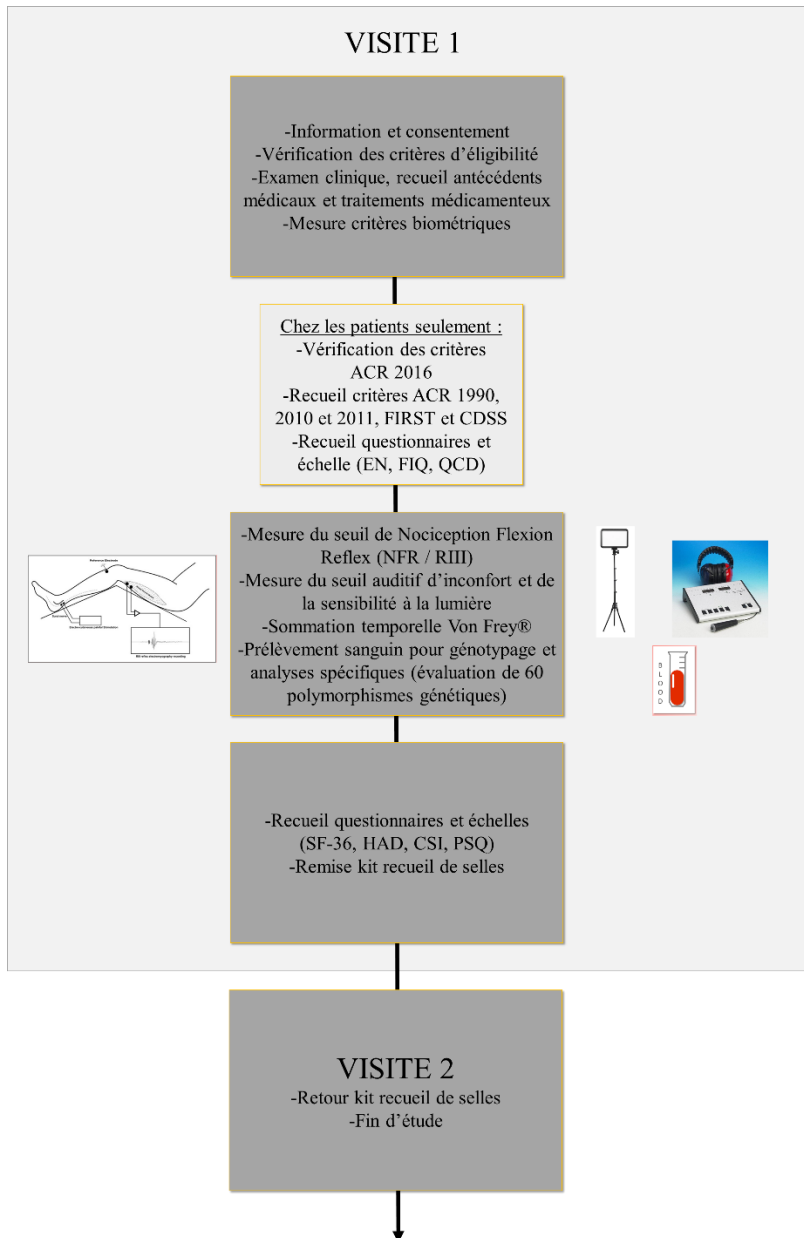 VISITE 1
-Information et consentement
-Vérification des critères d’éligibilité
-Examen clinique, recueil antécédents
médicaux et traitements médicamenteux
-Mesure critères biométriques
Chez les patients seulement :
-Vérification des critères
ACR 2016
-Recueil critères ACR 1990,
2010 et 2011, FIRST et CDSS
-Recueil questionnaires et
échelle (EN, FIQ, QCD)
-Mesure du seuil de Nociception Flexion
Reflex (NFR / RIII)
-Mesure du seuil auditif d’inconfort et de
la sensibilité à la lumière
-Sommation temporelle Von Frey®
-Prélèvement sanguin pour génotypage et
analyses spécifiques (évaluation de 60
polymorphismes génétiques)
Reference Electrode
BLOOD
-Recueil questionnaires et échelles
(SF-36, HAD, CSI, PSQ)
-Remise kit recueil de selles
VISITE 2
-Retour kit recueil de selles
-Fin d’étude